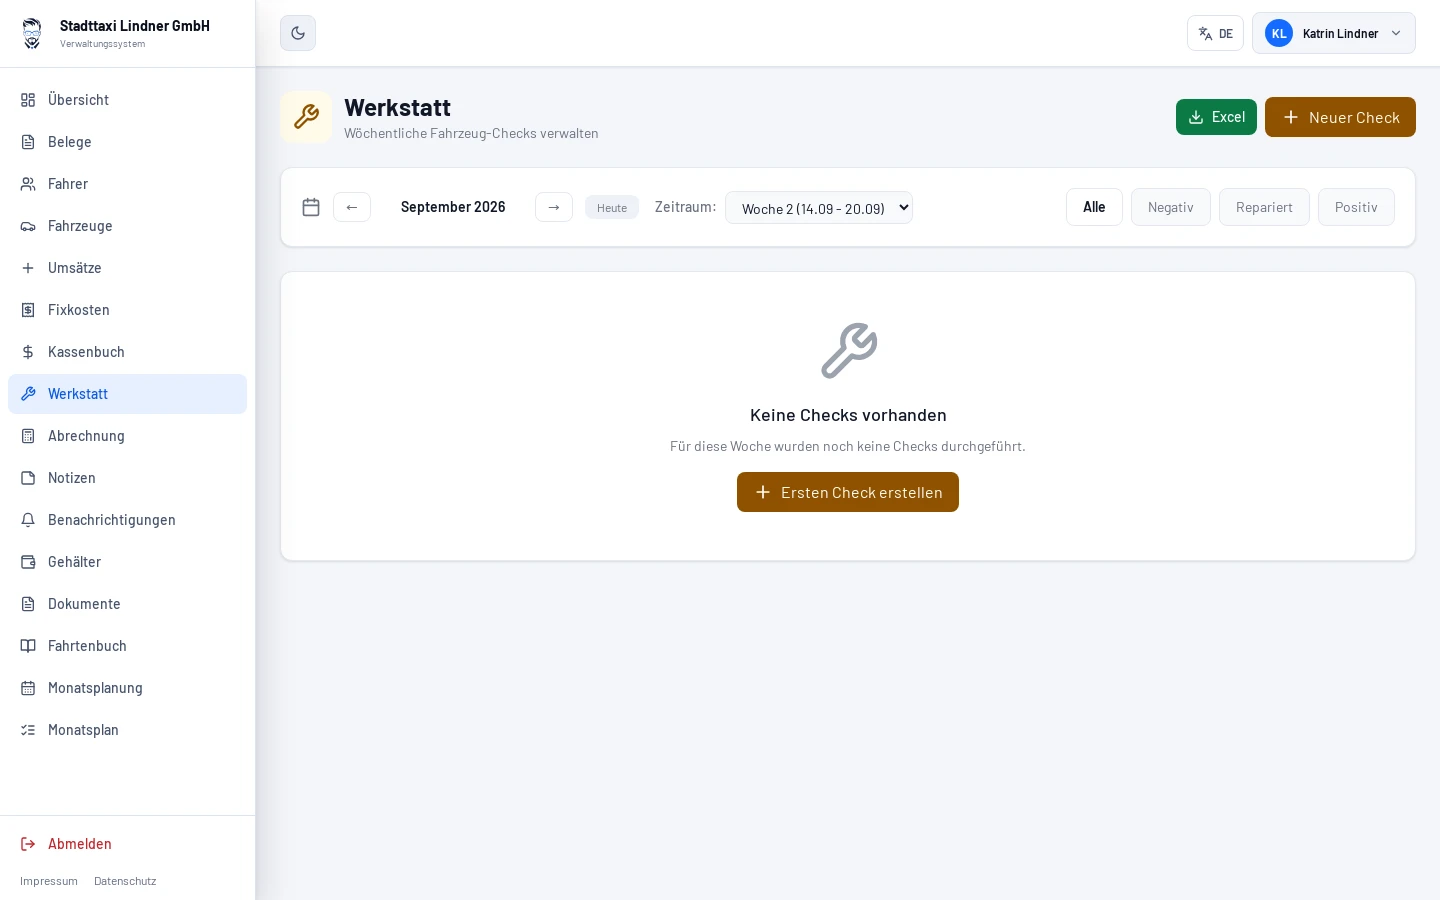 Stadttaxi Lindner GmbH
Verwaltungssystem
Übersicht
Belege
Fahrer
Fahrzeuge
Umsätze
Fixkosten
Kassenbuch
Werkstatt
Abrechnung
Notizen
Benachrichtigungen
Gehälter
Dokumente
Fahrtenbuch
Monatsplanung
Monatsplan
Abmelden
Impressum Datenschutz
DE
KL Katrin Lindner
Werkstatt
Wöchentliche Fahrzeug-Checks verwalten
Excel
Neuer Check
← September 2026 → Heute Zeitraum: Woche 2 (14.09 - 20.09)
Alle Negativ Repariert Positiv
Keine Checks vorhanden
Für diese Woche wurden noch keine Checks durchgeführt.
Ersten Check erstellen